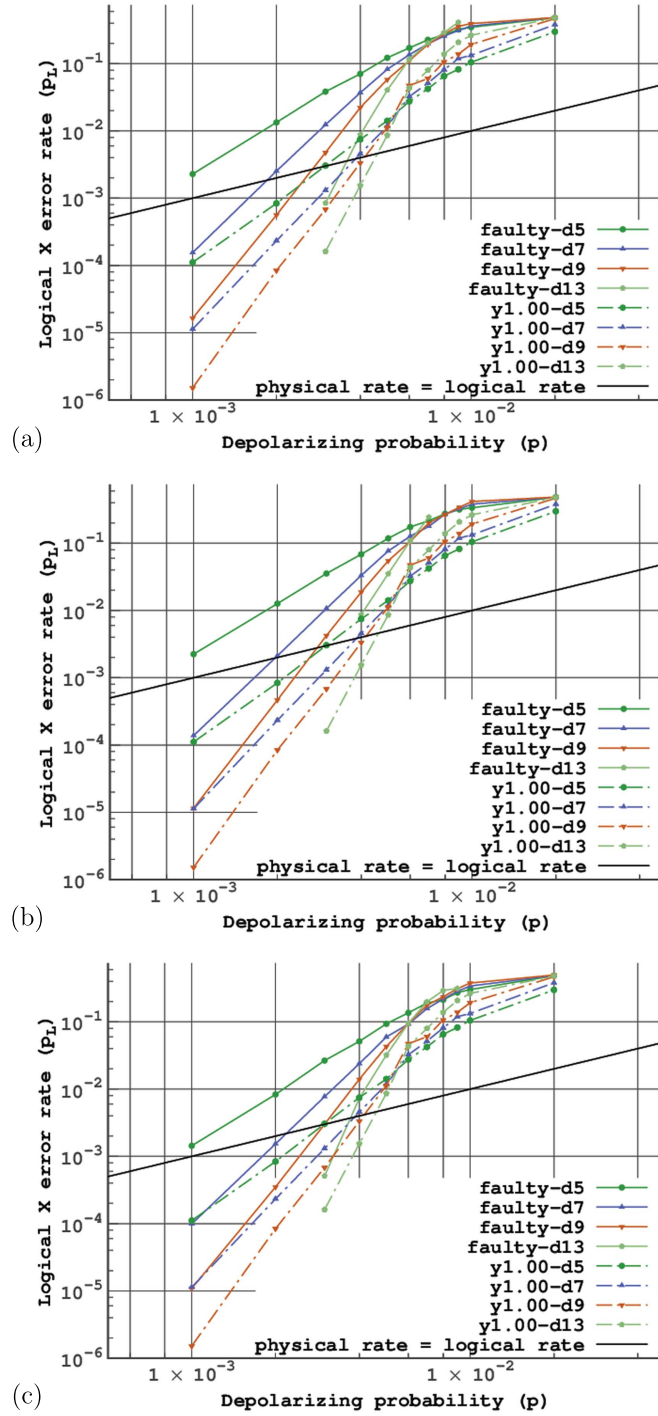 10^-1
10^-2
10^-3
10^-4
10^-5
10^-6
Logical X error rate (p_L)
faulty-d5
faulty-d7
faulty-d9
faulty-d13
y1.00-d5
y1.00-d7
y1.00-d9
y1.00-d13
physical rate = logical rate
1 × 10^-3
1 × 10^-2
(a)
Depolarizing probability (p)
10^-1
10^-2
10^-3
10^-4
10^-5
10^-6
Logical X error rate (p_L)
faulty-d5
faulty-d7
faulty-d9
faulty-d13
y1.00-d5
y1.00-d7
y1.00-d9
y1.00-d13
physical rate = logical rate
1 × 10^-3
1 × 10^-2
(b)
Depolarizing probability (p)
10^-1
10^-2
10^-3
10^-4
10^-5
10^-6
Logical X error rate (p_L)
faulty-d5
faulty-d7
faulty-d9
faulty-d13
y1.00-d5
y1.00-d7
y1.00-d9
y1.00-d13
physical rate = logical rate
1 × 10^-3
1 × 10^-2
(c)
Depolarizing probability (p)